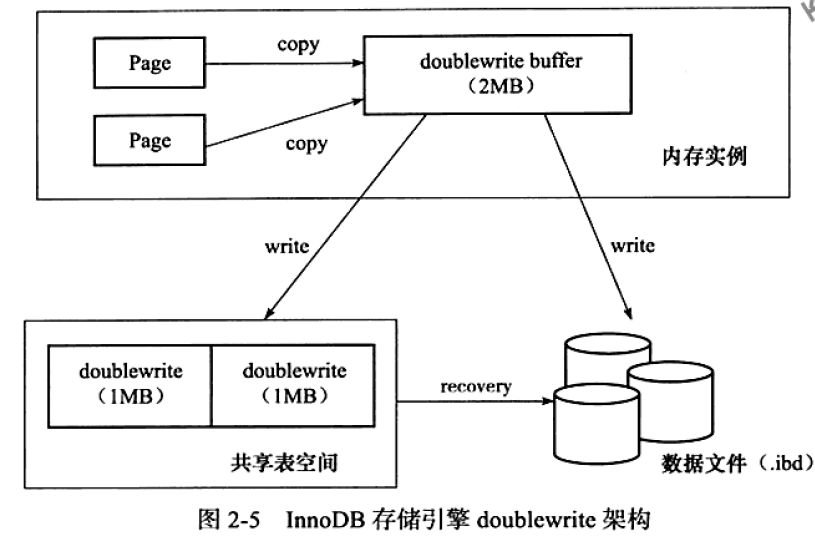 Page
copy
doublewrite buffer
（2MB）
Page
copy
内存实例
write
write
doublewrite
（1MB）
doublewrite
（1MB）
recovery
共享表空间
数据文件（.ibd）
图 2-5 InnoDB 存储引擎 doublewrite 架构